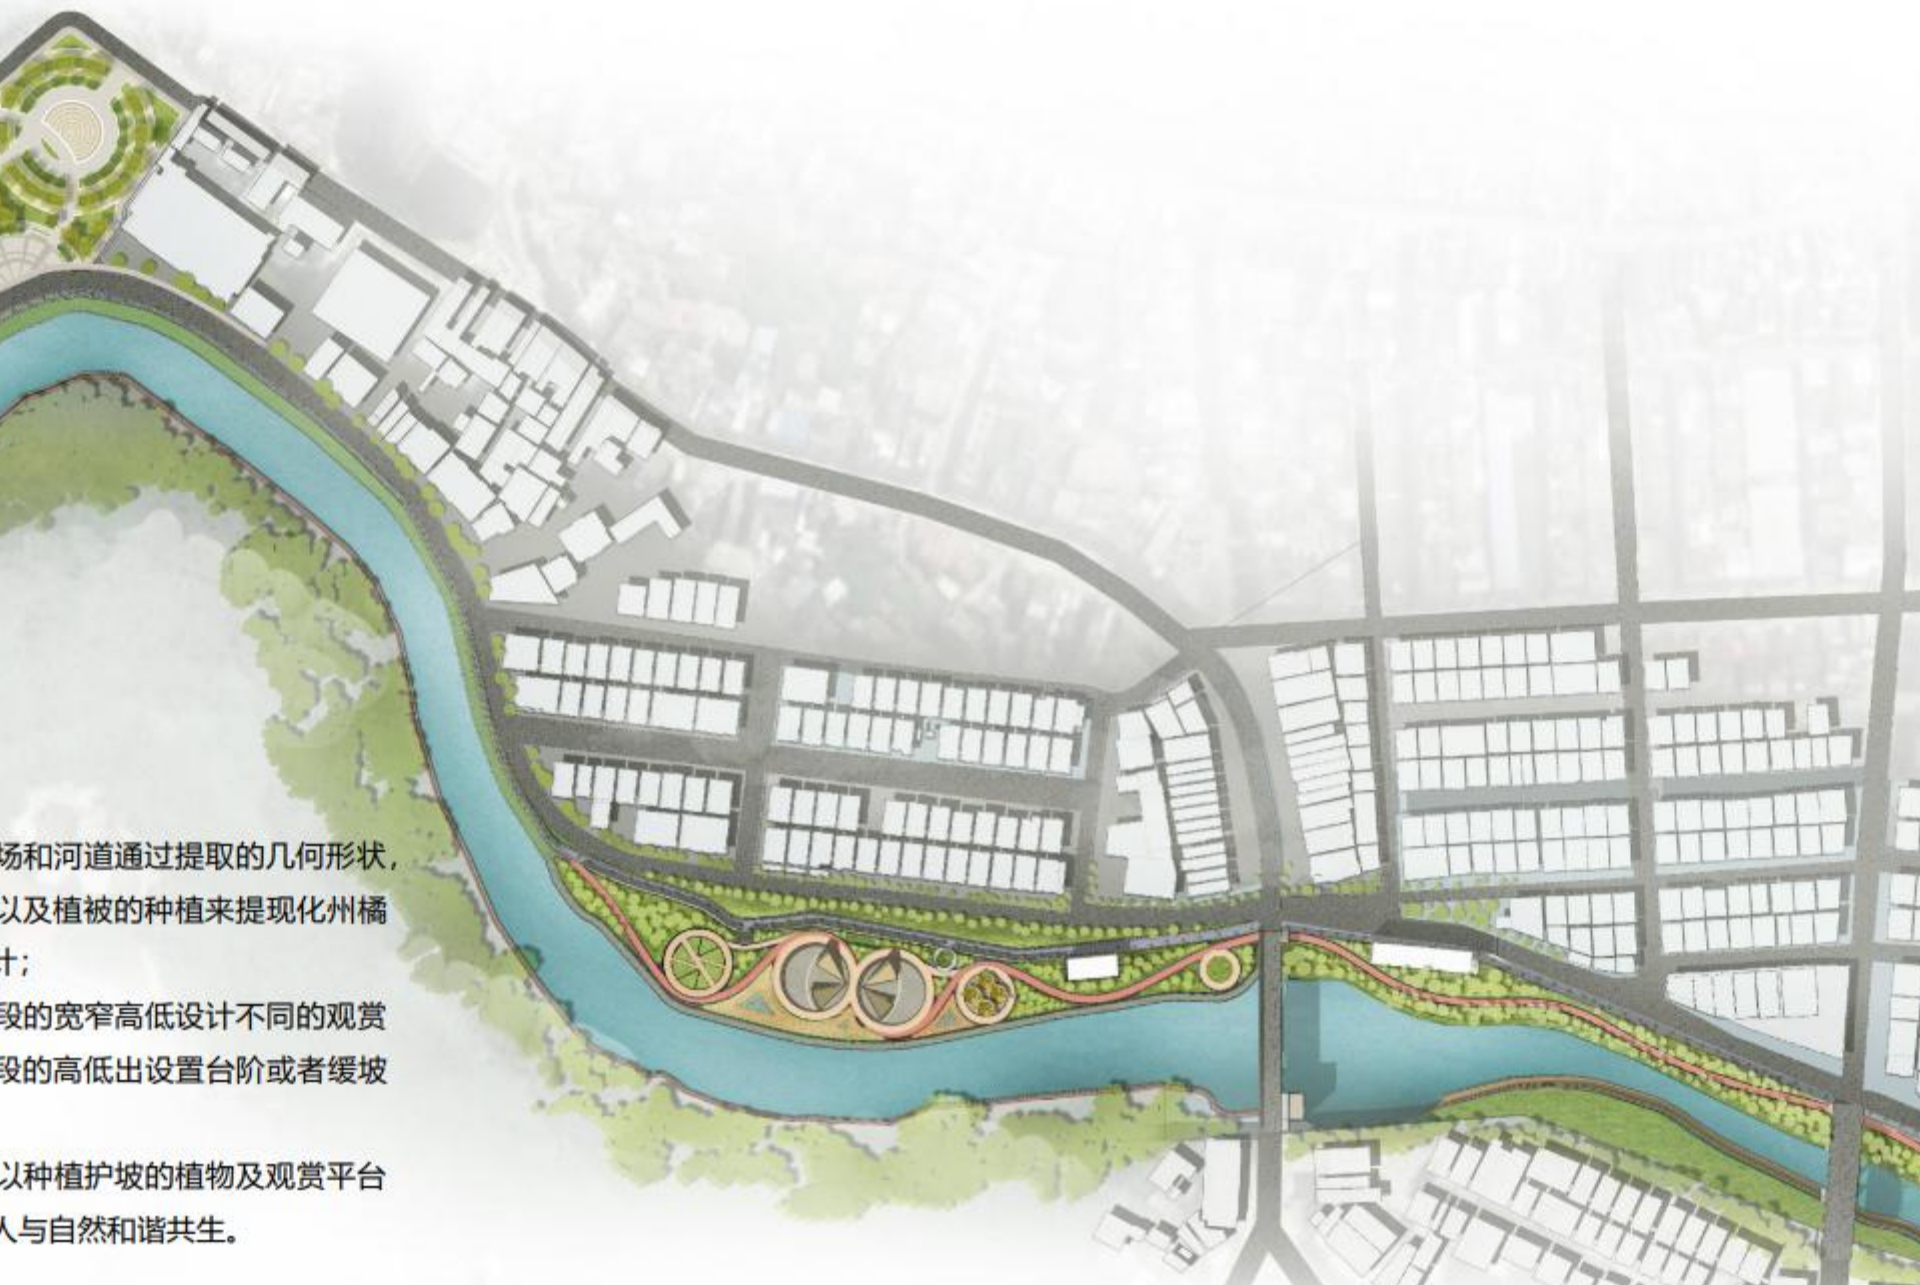 场和河道通过提取的几何形状，
以及植被的种植来提现化州橘
计；
段的宽窄高低设计不同的观赏
段的高低出设置台阶或者缓坡
以种植护坡的植物及观赏平台
人与自然和谐共生。